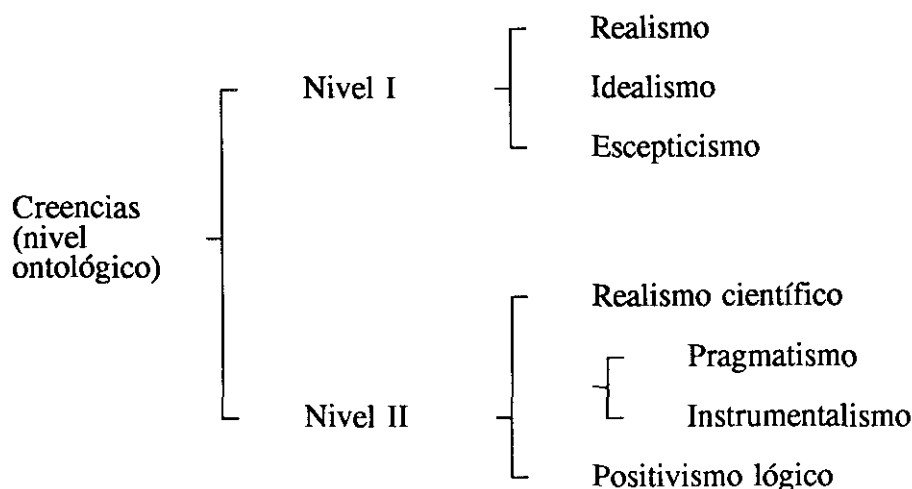 Realismo
Nivel I
Idealismo
Escepticismo
Creencias
(nivel
ontológico)
Realismo científico
Pragmatismo
Nivel II
Instrumentalismo
Positivismo lógico